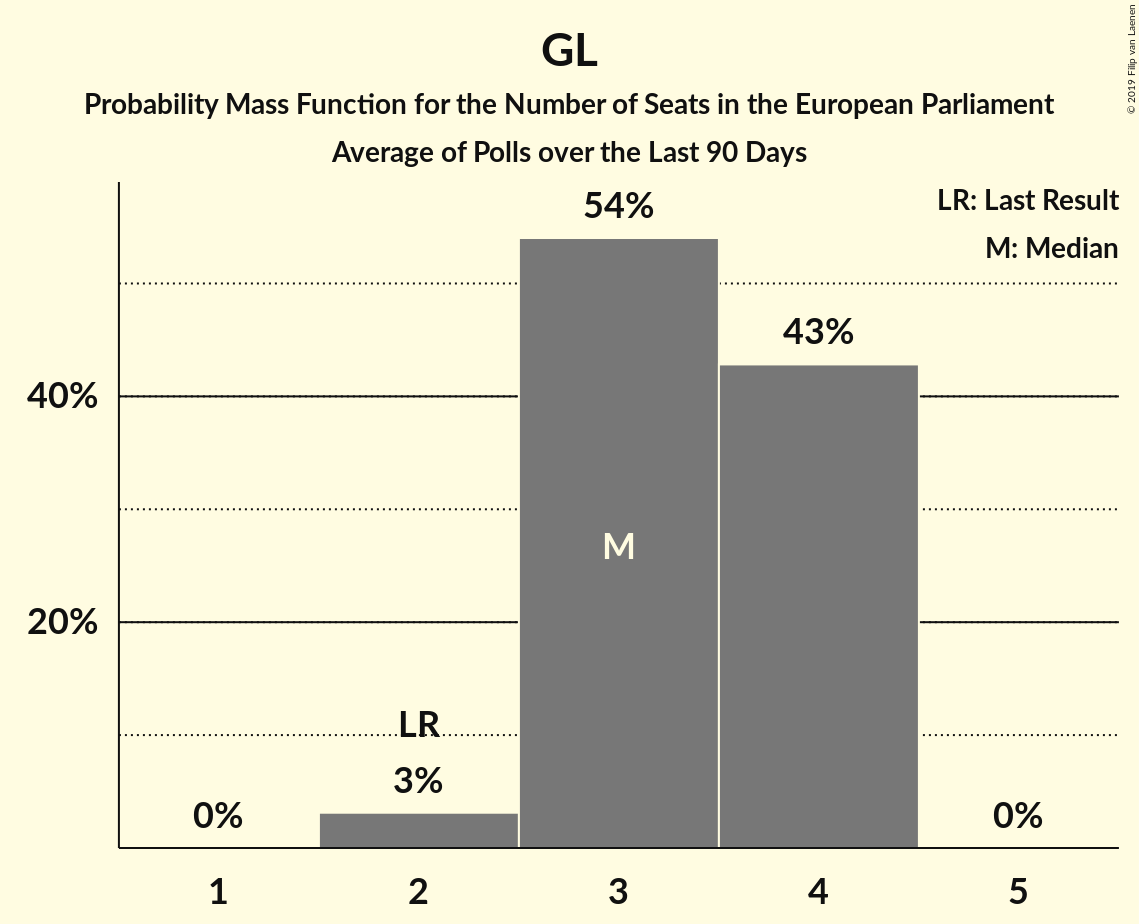 GL
Probability Mass Function for the Number of Seats in the European Parliament
Average of Polls over the Last 90 Days
© 2019 Filip van Laenen
LR: Last Result
M: Median
54%
43%
40%
M
20%
LR
3%
0%
0%
1
2
3
4
5